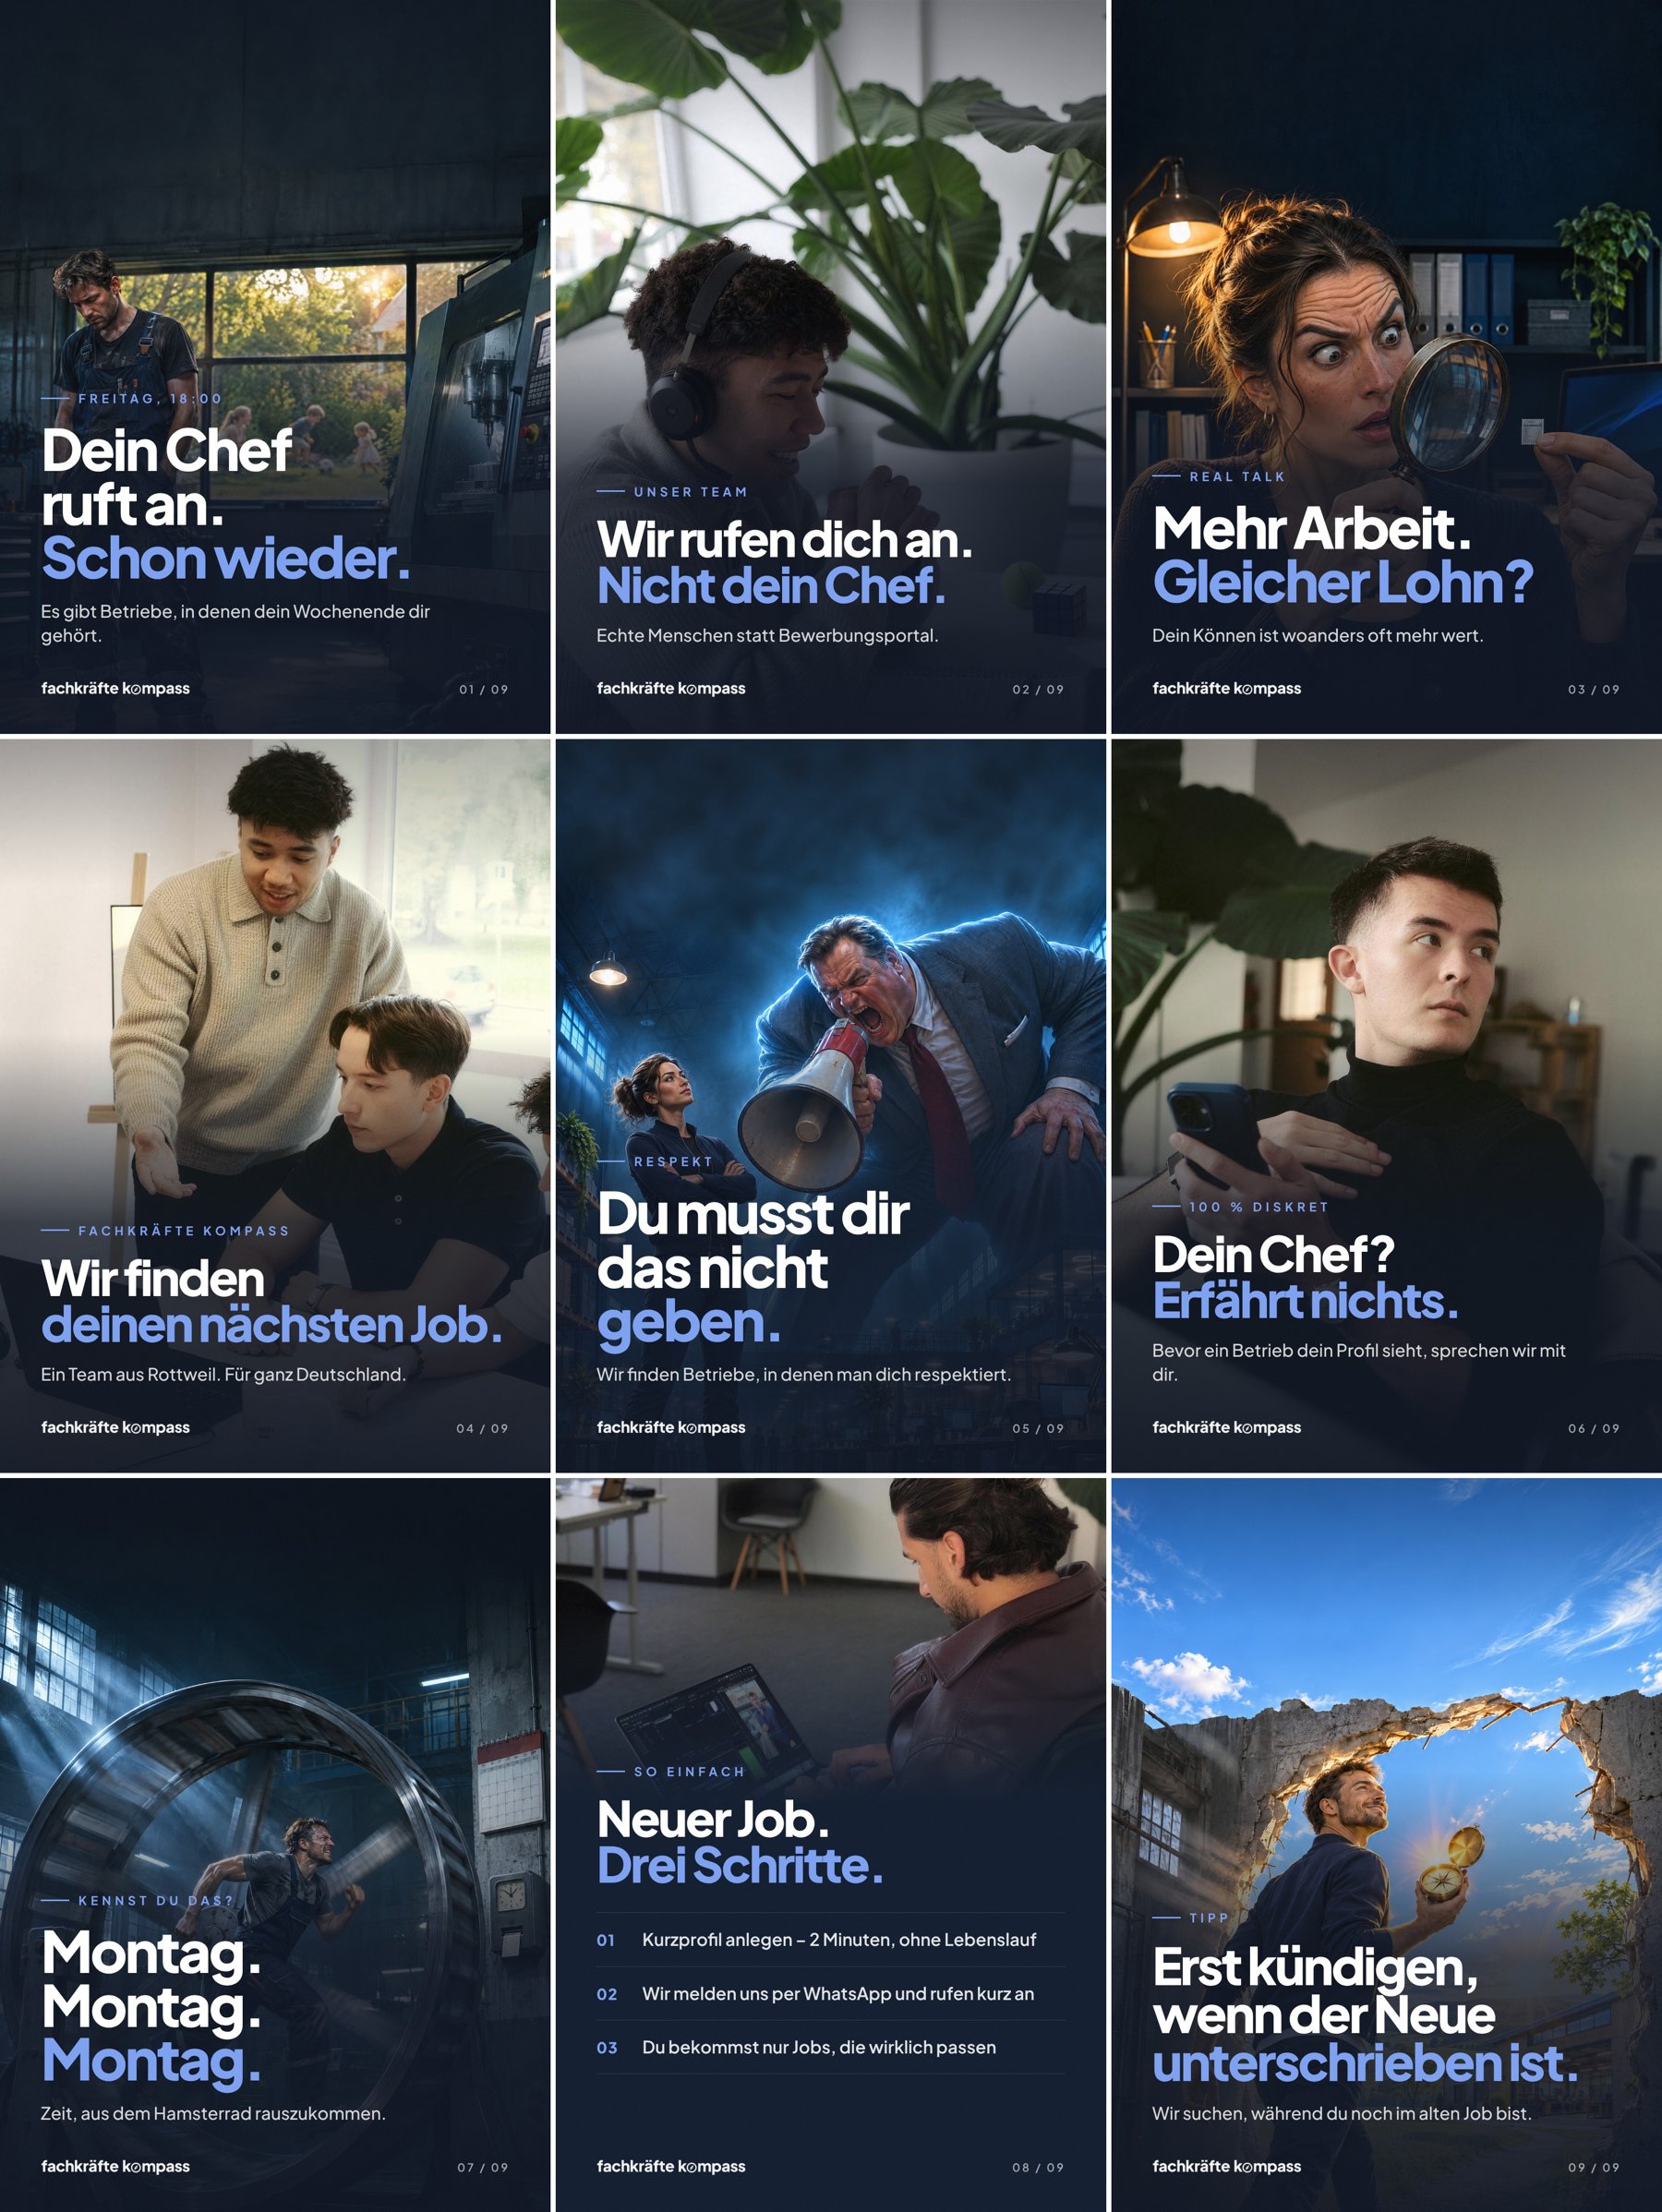 FREITAG, 18:00
Dein Chef
ruft an.
Schon wieder.
Es gibt Betriebe, in denen dein Wochenende dir
gehört.
fachkräfte kompass
01 / 09
UNSER TEAM
Wir rufen dich an.
Nicht dein Chef.
Echte Menschen statt Bewerbungsportal.
fachkräfte kompass
02 / 09
REAL TALK
Mehr Arbeit.
Gleicher Lohn?
Dein Können ist woanders oft mehr wert.
fachkräfte kompass
03 / 09
FACHKRÄFTE KOMPASS
Wir finden
deinen nächsten Job.
Ein Team aus Rottweil. Für ganz Deutschland.
fachkräfte kompass
04 / 09
RESPEKT
Du musst dir
das nicht
geben.
Wir finden Betriebe, in denen man dich respektiert.
fachkräfte kompass
05 / 09
100 % DISKRET
Dein Chef?
Erfährt nichts.
Bevor ein Betrieb dein Profil sieht, sprechen wir mit
dir.
fachkräfte kompass
06 / 09
KENNST DU DAS?
Montag.
Montag.
Montag.
Zeit, aus dem Hamsterrad rauszukommen.
fachkräfte kompass
07 / 09
SO EINFACH
Neuer Job.
Drei Schritte.
01 Kurzprofil anlegen – 2 Minuten, ohne Lebenslauf
02 Wir melden uns per WhatsApp und rufen kurz an
03 Du bekommst nur Jobs, die wirklich passen
fachkräfte kompass
08 / 09
TIPP
Erst kündigen,
wenn der Neue
unterschrieben ist.
Wir suchen, während du noch im alten Job bist.
fachkräfte kompass
09 / 09